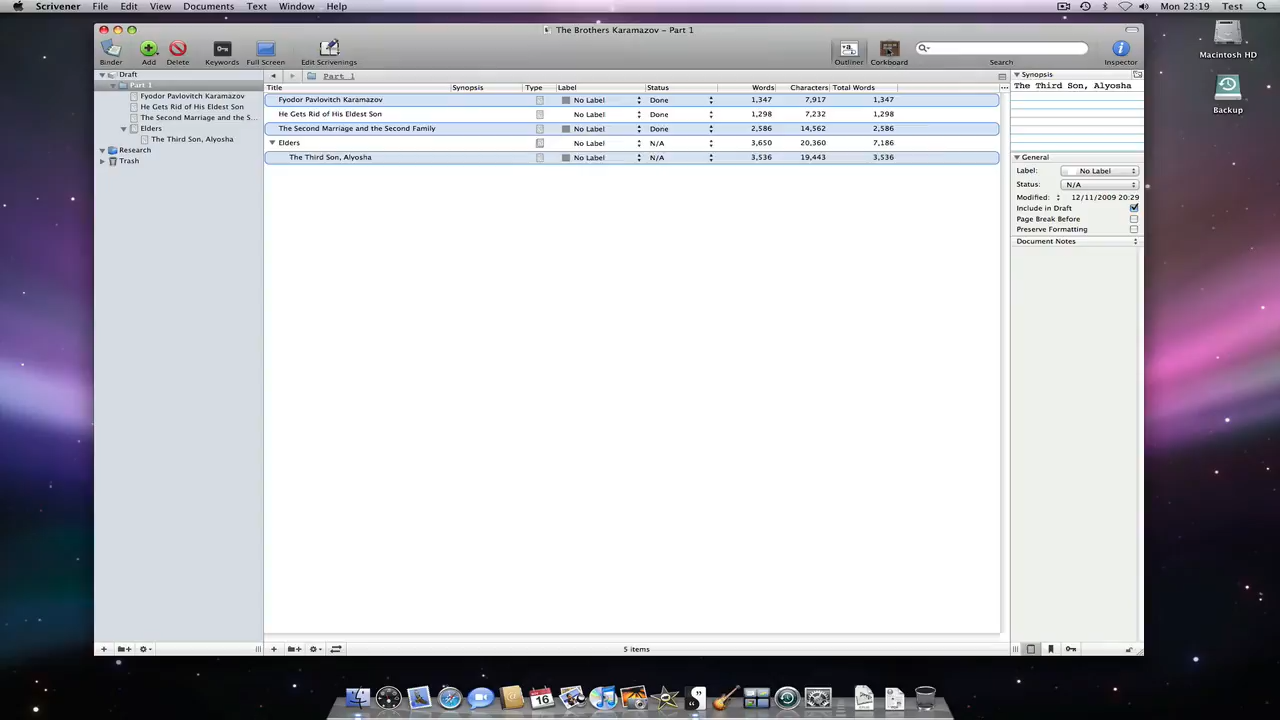 Scrivener File Edit View Documents Text Window Help Mon 23:19 Test
The Brothers Karamazov – Part 1
Binder Add Delete Keywords Full Screen Edit Scrivenings Outliner Corkboard Search Inspector
Macintosh HD
Backup
Draft
Part 1
Fyodor Pavlovitch Karamazov
He Gets Rid of His Eldest Son
The Second Marriage and the S...
Elders
The Third Son, Alyosha
Research
Trash
Part 1
Title Synopsis Type Label Status Words Characters Total Words
Fyodor Pavlovitch Karamazov No Label Done 1,347 7,917 1,347
He Gets Rid of His Eldest Son No Label Done 1,298 7,232 1,298
The Second Marriage and the Second Family No Label Done 2,586 14,562 2,586
Elders No Label N/A 3,650 20,360 7,186
The Third Son, Alyosha No Label N/A 3,536 19,443 3,536
5 items
Synopsis
The Third Son, Alyosha
General
Label: No Label
Status: N/A
Modified: 12/11/2009 20:29
Include in Draft
Page Break Before
Preserve Formatting
Document Notes
16